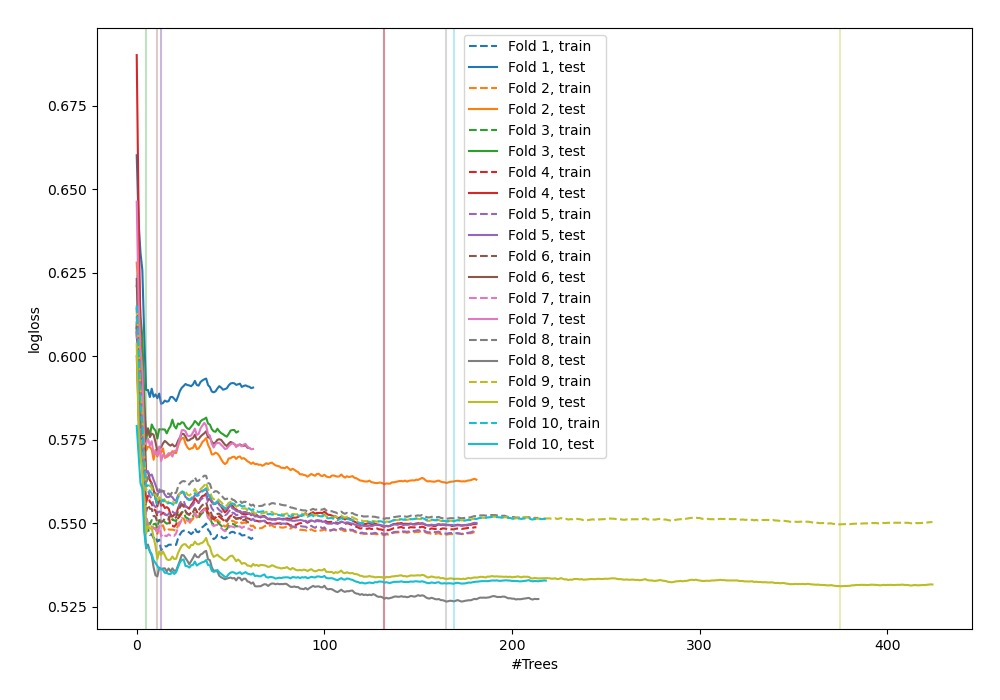 0.675
0.650
0.625
0.600
0.575
0.550
0.525
logloss
0
100
200
300
400
#Trees
Fold 1, train
Fold 1, test
Fold 2, train
Fold 2, test
Fold 3, train
Fold 3, test
Fold 4, train
Fold 4, test
Fold 5, train
Fold 5, test
Fold 6, train
Fold 6, test
Fold 7, train
Fold 7, test
Fold 8, train
Fold 8, test
Fold 9, train
Fold 9, test
Fold 10, train
Fold 10, test